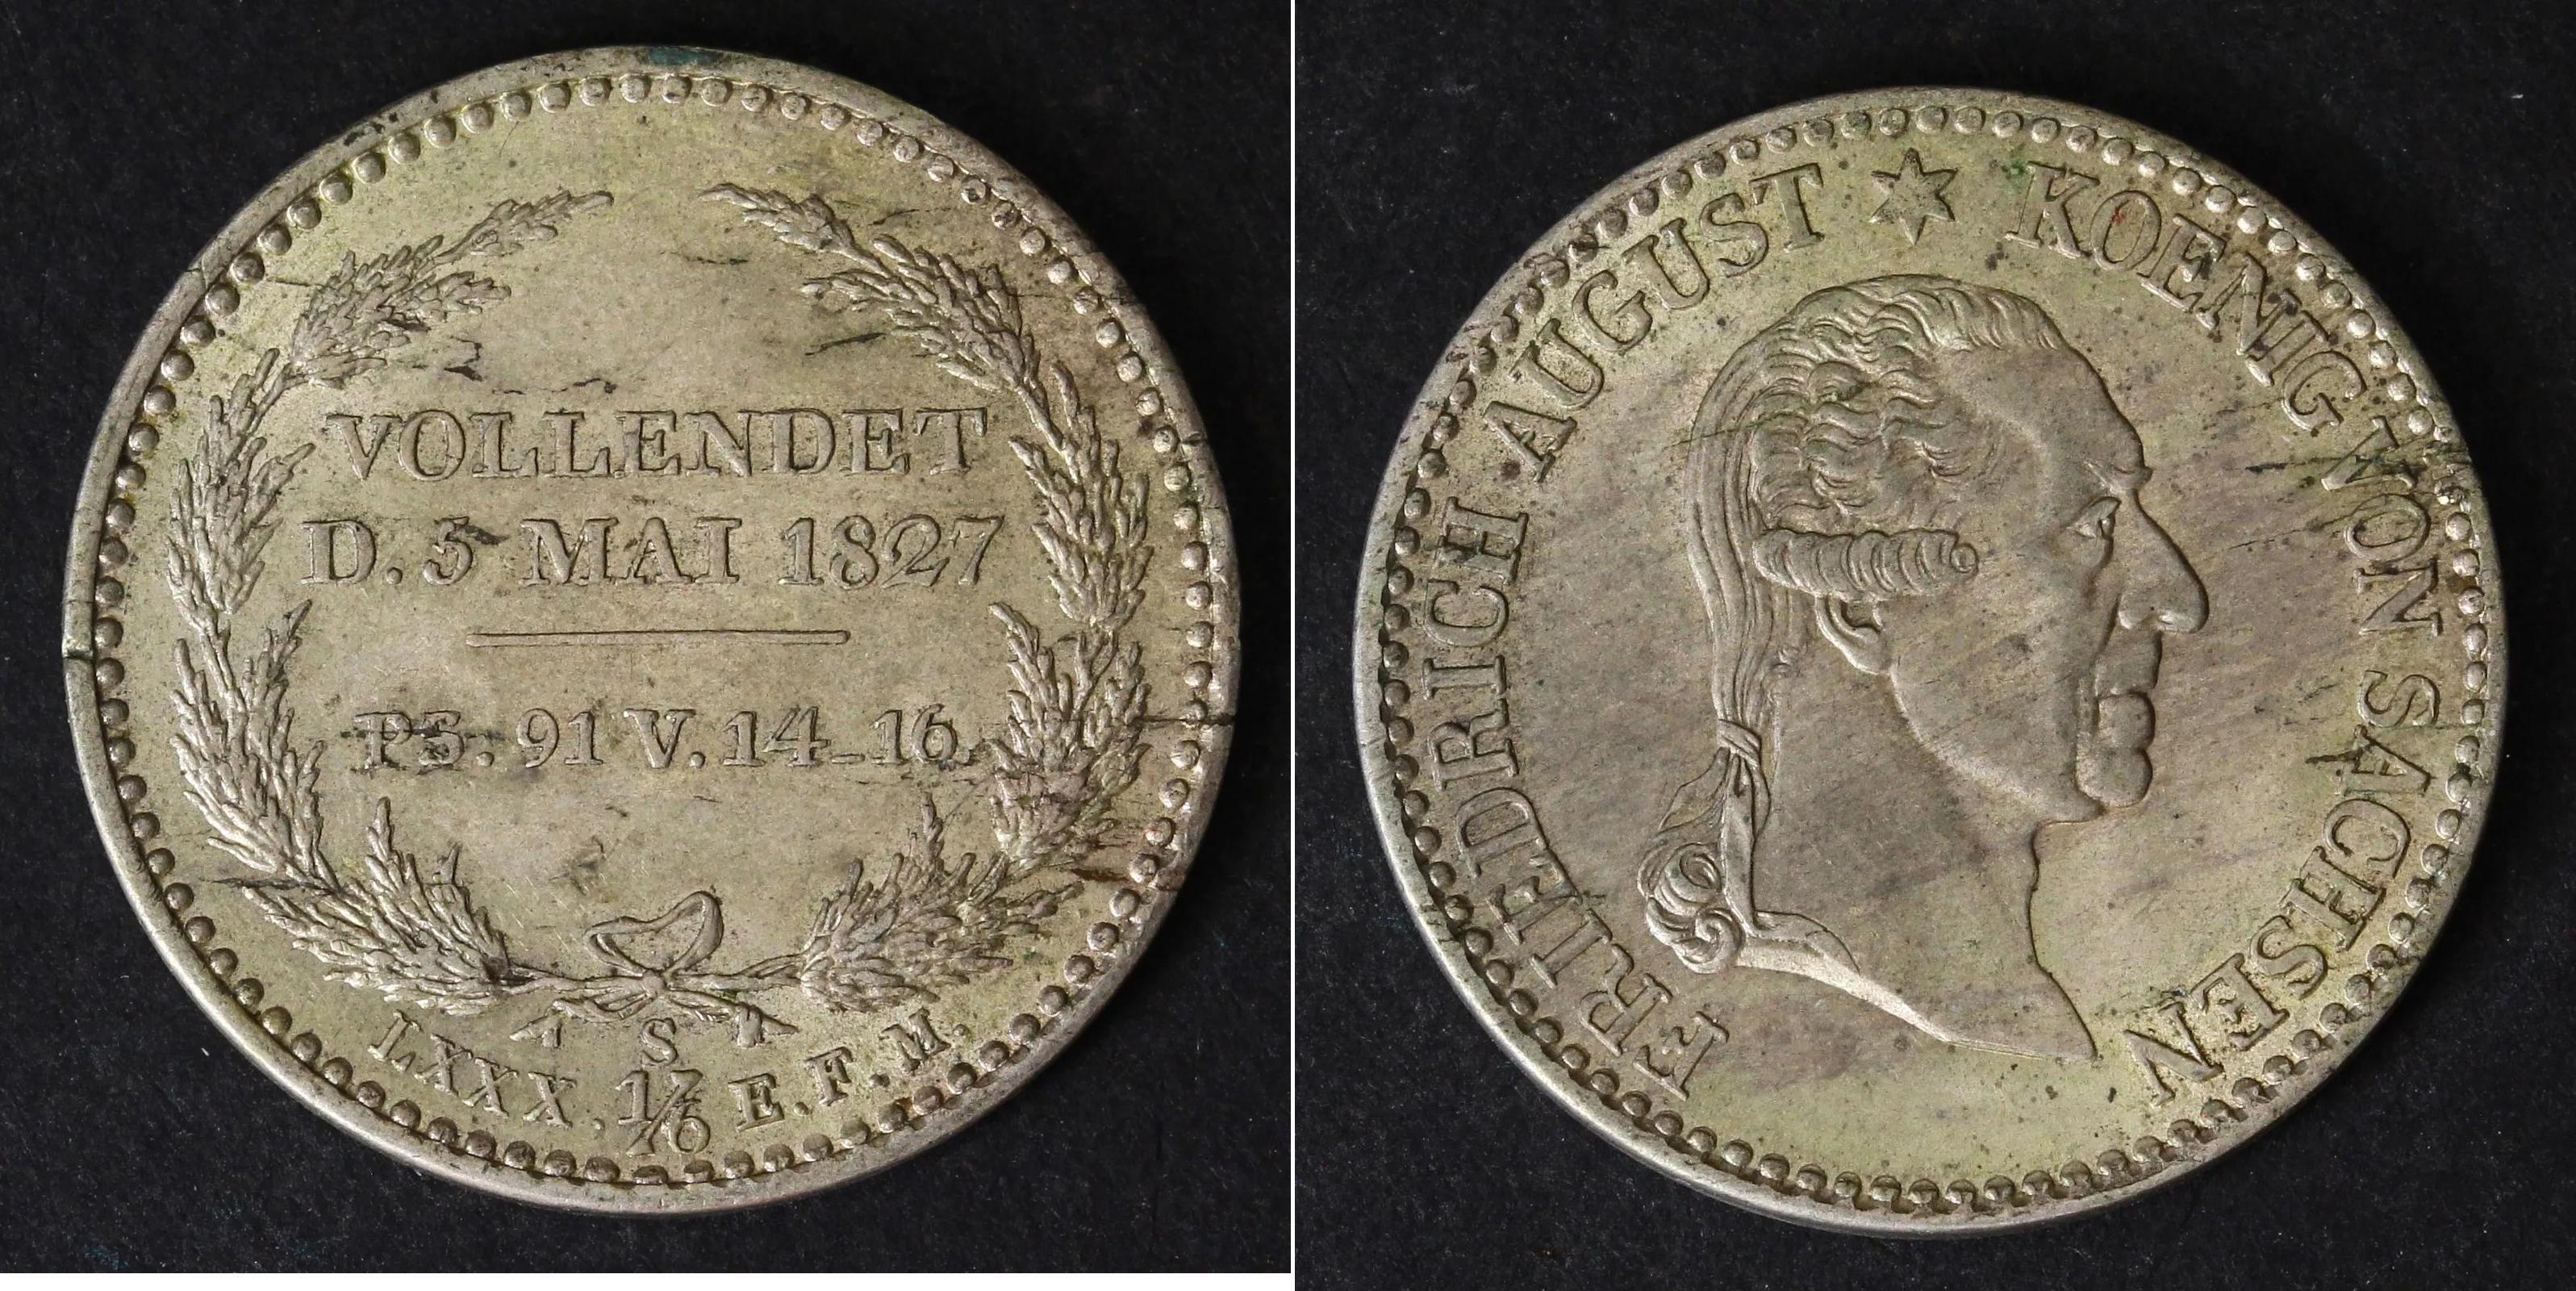 VOLLENDET
D. 5 MAI 1827
PS. 91 V. 14-16.
S
LXXX. 1/6 E.F.M.
FRIEDRICH AUGUST ✶ KOENIG VON SACHSEN